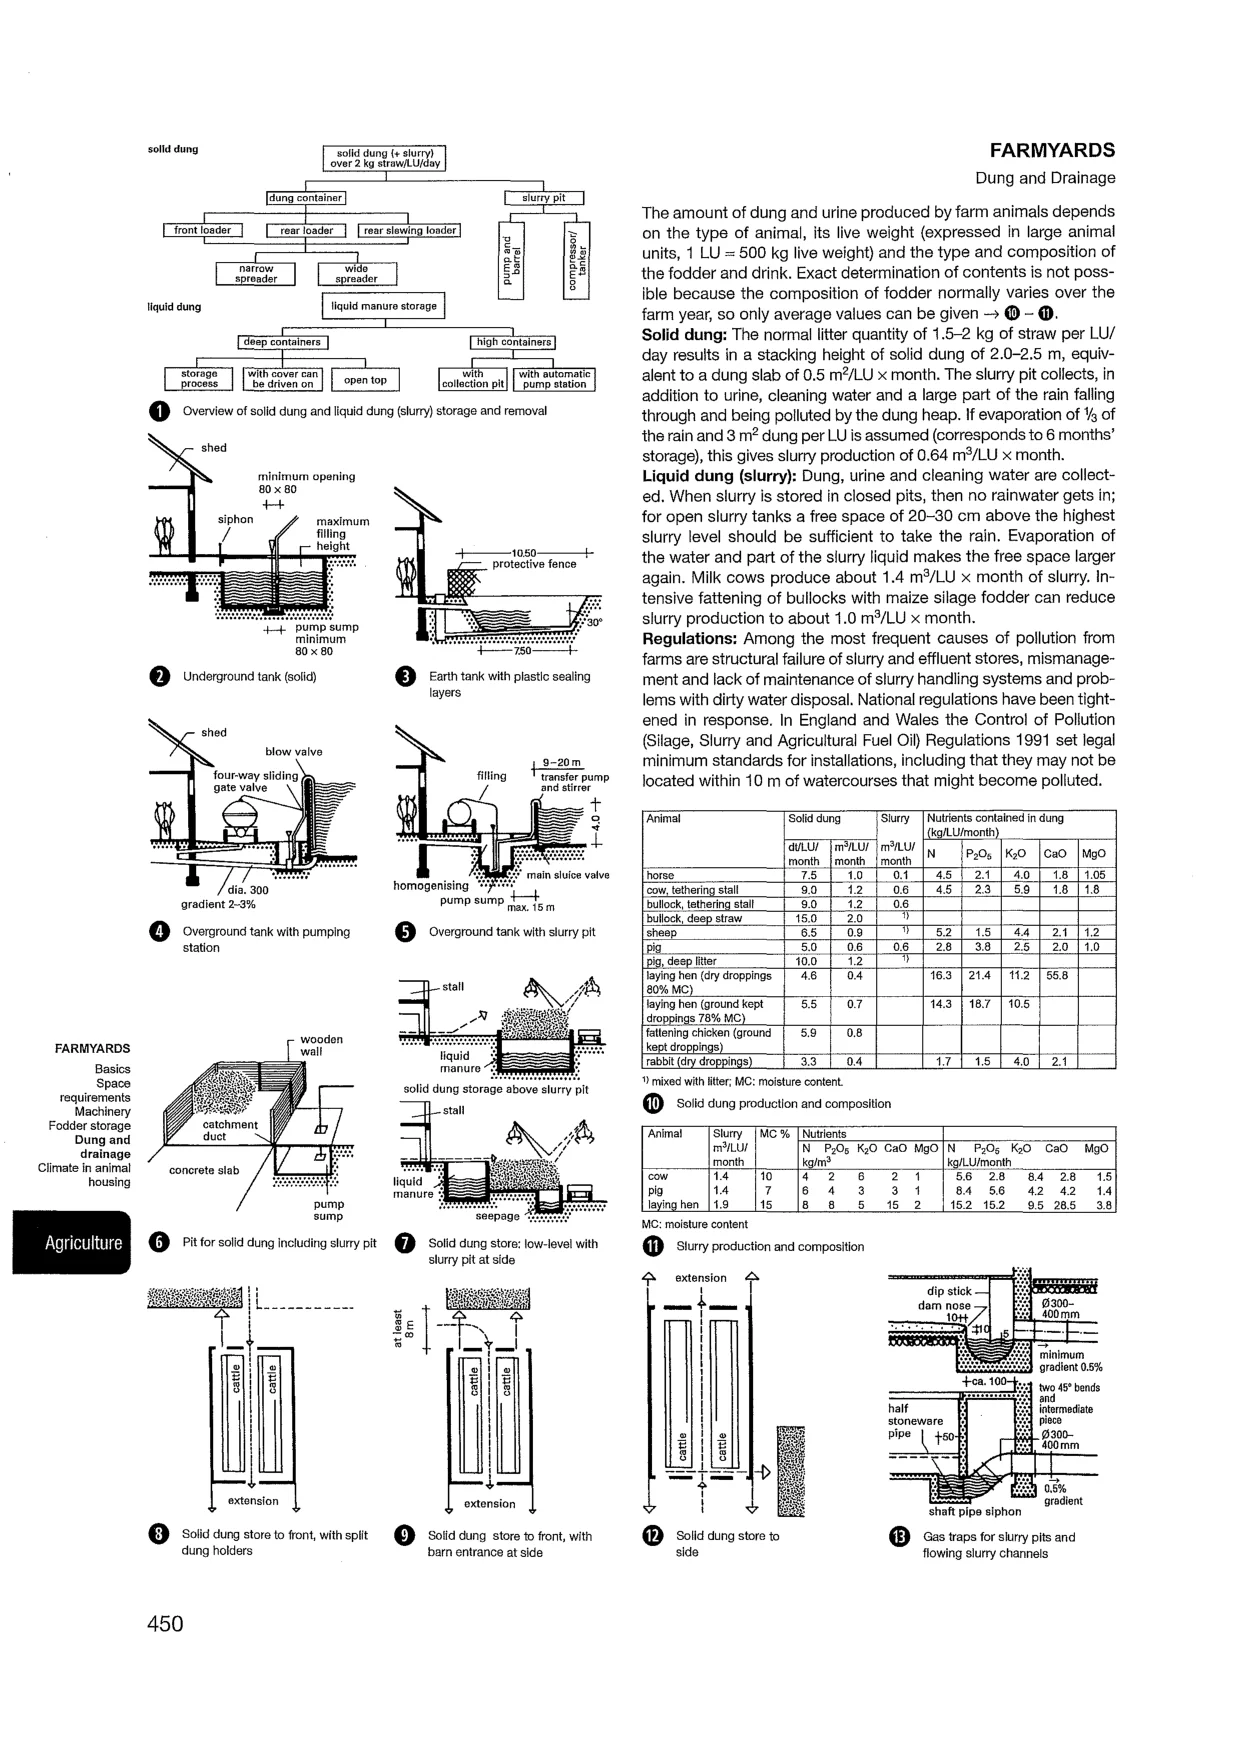 solid dung
solid dung (+ slurry)
over 2 kg straw/LU/day
dung container
slurry pit
front loader
rear loader
rear slewing loader
pump and
barrel
compressor/
tanker
narrow
spreader
wide
spreader
liquid dung
liquid manure storage
deep containers
high containers
storage
process
with cover can
be driven on
open top
with
collection pit
with automatic
pump station
1 Overview of solid dung and liquid dung (slurry) storage and removal
shed
minimum opening
80 x 80
siphon
maximum
filling
height
pump sump
minimum
80 x 80
2 Underground tank (solid)
10.50
protective fence
30°
7.50
3 Earth tank with plastic sealing
layers
shed
blow valve
four-way sliding
gate valve
dia. 300
gradient 2–3%
4 Overground tank with pumping
station
9–20 m
filling
transfer pump
and stirrer
4.0
main sluice valve
homogenising
pump sump
max. 15 m
5 Overground tank with slurry pit
wooden
wall
catchment
duct
concrete slab
pump
sump
6 Pit for solid dung including slurry pit
stall
liquid
manure
solid dung storage above slurry pit
stall
liquid
manure
seepage
7 Solid dung store: low-level with
slurry pit at side
FARMYARDS
Basics
Space
requirements
Machinery
Fodder storage
Dung and
drainage
Climate in animal
housing
Agriculture
cattle
cattle
extension
8 Solid dung store to front, with split
dung holders
at least
8 m
cattle
cattle
extension
9 Solid dung store to front, with
barn entrance at side
FARMYARDS
Dung and Drainage
The amount of dung and urine produced by farm animals depends
on the type of animal, its live weight (expressed in large animal
units, 1 LU = 500 kg live weight) and the type and composition of
the fodder and drink. Exact determination of contents is not poss-
ible because the composition of fodder normally varies over the
farm year, so only average values can be given → 10 – 11.
Solid dung: The normal litter quantity of 1.5–2 kg of straw per LU/
day results in a stacking height of solid dung of 2.0–2.5 m, equiv-
alent to a dung slab of 0.5 m²/LU × month. The slurry pit collects, in
addition to urine, cleaning water and a large part of the rain falling
through and being polluted by the dung heap. If evaporation of ⅓ of
the rain and 3 m² dung per LU is assumed (corresponds to 6 months'
storage), this gives slurry production of 0.64 m³/LU × month.
Liquid dung (slurry): Dung, urine and cleaning water are collect-
ed. When slurry is stored in closed pits, then no rainwater gets in;
for open slurry tanks a free space of 20–30 cm above the highest
slurry level should be sufficient to take the rain. Evaporation of
the water and part of the slurry liquid makes the free space larger
again. Milk cows produce about 1.4 m³/LU × month of slurry. In-
tensive fattening of bullocks with maize silage fodder can reduce
slurry production to about 1.0 m³/LU × month.
Regulations: Among the most frequent causes of pollution from
farms are structural failure of slurry and effluent stores, mismanage-
ment and lack of maintenance of slurry handling systems and prob-
lems with dirty water disposal. National regulations have been tight-
ened in response. In England and Wales the Control of Pollution
(Silage, Slurry and Agricultural Fuel Oil) Regulations 1991 set legal
minimum standards for installations, including that they may not be
located within 10 m of watercourses that might become polluted.
Animal Solid dung Slurry Nutrients contained in dung
(kg/LU/month)
dt/LU/ m³/LU/ m³/LU/ N P₂O₅ K₂O CaO MgO
month month month
horse 7.5 1.0 0.1 4.5 2.1 4.0 1.8 1.05
cow, tethering stall 9.0 1.2 0.6 4.5 2.3 5.9 1.8 1.8
bullock, tethering stall 9.0 1.2 0.6
bullock, deep straw 15.0 2.0 1)
sheep 6.5 0.9 1) 5.2 1.5 4.4 2.1 1.2
pig 5.0 0.6 0.6 2.8 3.8 2.5 2.0 1.0
pig, deep litter 10.0 1.2 1)
laying hen (dry droppings 4.6 0.4 16.3 21.4 11.2 55.8
80% MC)
laying hen (ground kept 5.5 0.7 14.3 18.7 10.5
droppings 78% MC)
fattening chicken (ground 5.9 0.8
kept droppings)
rabbit (dry droppings) 3.3 0.4 1.7 1.5 4.0 2.1
1) mixed with litter; MC: moisture content.
10 Solid dung production and composition
Animal Slurry MC % Nutrients
m³/LU/ N P₂O₅ K₂O CaO MgO N P₂O₅ K₂O CaO MgO
month kg/m³ kg/LU/month
cow 1.4 10 4 2 6 2 1 5.6 2.8 8.4 2.8 1.5
pig 1.4 7 6 4 3 3 1 8.4 5.6 4.2 4.2 1.4
laying hen 1.9 15 8 8 5 15 2 15.2 15.2 9.5 28.5 3.8
MC: moisture content
11 Slurry production and composition
extension
cattle
cattle
12 Solid dung store to
side
dip stick
dam nose
10
10
5
Ø300–
400 mm
minimum
gradient 0.5%
ca. 100
two 45° bends
and
intermediate
piece
half
stoneware
pipe
50
Ø300–
400 mm
0.5%
gradient
shaft pipe siphon
13 Gas traps for slurry pits and
flowing slurry channels
450